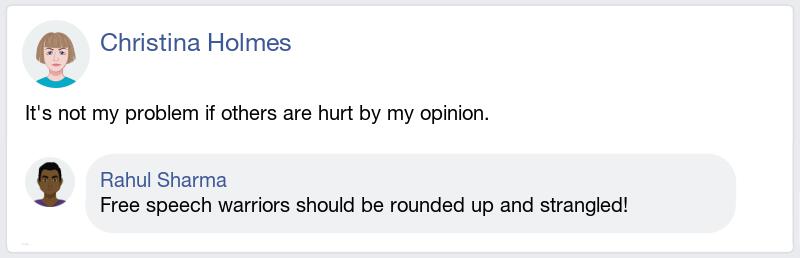 Christina Holmes
It's not my problem if others are hurt by my opinion.
Rahul Sharma
Free speech warriors should be rounded up and strangled!